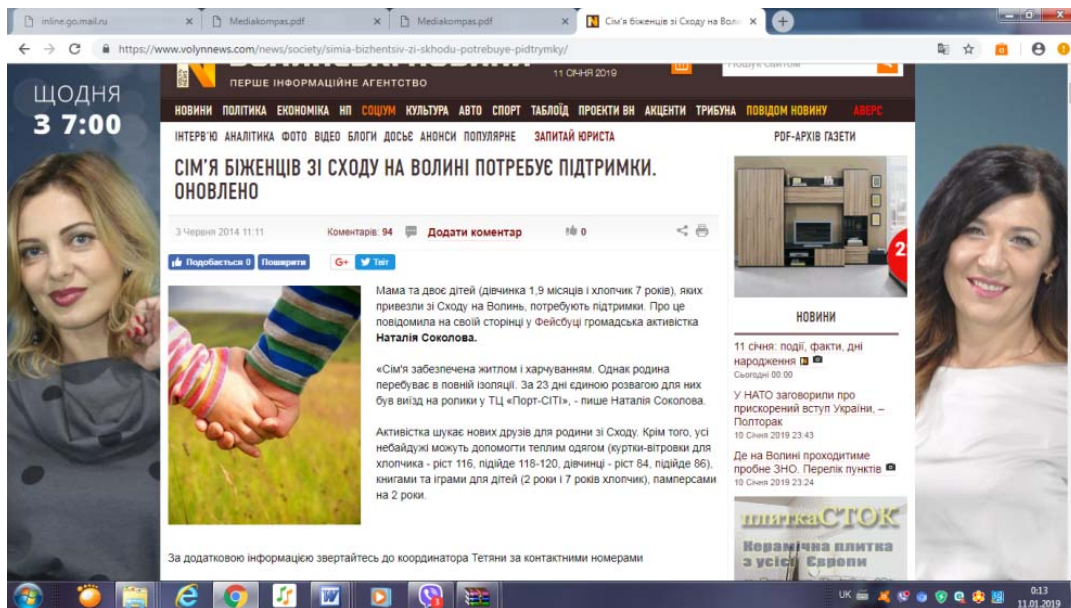 inline.go.mail.ru
Mediakompas.pdf
Mediakompas.pdf
Сім'я біженців зі Сходу на Воли
https://www.volynnews.com/news/society/simia-bizhentsiv-zi-skhodu-potrebuye-pidtrymky/
ЩОДНЯ
З 7:00
ПЕРШЕ ІНФОРМАЦІЙНЕ АГЕНТСТВО
11 СІЧНЯ 2019
НОВИНИ ПОЛІТИКА ЕКОНОМІКА НП СОЦІУМ КУЛЬТУРА АВТО СПОРТ ТАБЛОЇД ПРОЕКТИ ВН АКЦЕНТИ ТРИБУНА ПОВІДОМ НОВИНУ АВЕРС
ІНТЕРВ'Ю АНАЛІТИКА ФОТО ВІДЕО БЛОГИ ДОСЬЄ АНОНСИ ПОПУЛЯРНЕ ЗАПИТАЙ ЮРИСТА
PDF-АРХІВ ГАЗЕТИ
СІМ'Я БІЖЕНЦІВ ЗІ СХОДУ НА ВОЛИНІ ПОТРЕБУЄ ПІДТРИМКИ.
ОНОВЛЕНО
3 Червня 2014 11:11
Коментарів: 94
Додати коментар
0
Подобається 0
Поширити
G+
Твіт
Мама та двоє дітей (дівчинка 1,9 місяців і хлопчик 7 років), яких
привезли зі Сходу на Волинь, потребують підтримки. Про це
повідомила на своїй сторінці у Фейсбуці громадська активістка
Наталія Соколова.
«Сім'я забезпечена житлом і харчуванням. Однак родина
перебуває в повній ізоляції. За 23 дні єдиною розвагою для них
був виїзд на ролики у ТЦ «Порт-СІТІ», - пише Наталія Соколова.
Активістка шукає нових друзів для родини зі Сходу. Крім того, усі
небайдужі можуть допомогти теплим одягом (куртки-вітровки для
хлопчика - ріст 116, підійде 118-120, дівчинці - ріст 84, підійде 86),
книгами та іграми для дітей (2 роки і 7 років хлопчик), памперсами
на 2 роки.
За додатковою інформацією звертайтесь до координатора Тетяни за контактними номерами
НОВИНИ
11 січня: події, факти, дні
народження
Сьогодні 00:00
У НАТО заговорили про
прискорений вступ України, –
Полторак
10 Січня 2019 23:43
Де на Волині проходитиме
пробне ЗНО. Перелік пунктів
10 Січня 2019 23:24
плиткаСТОК
Керамічна плитка
з усієї Європи
UK
0:13
11.01.2019